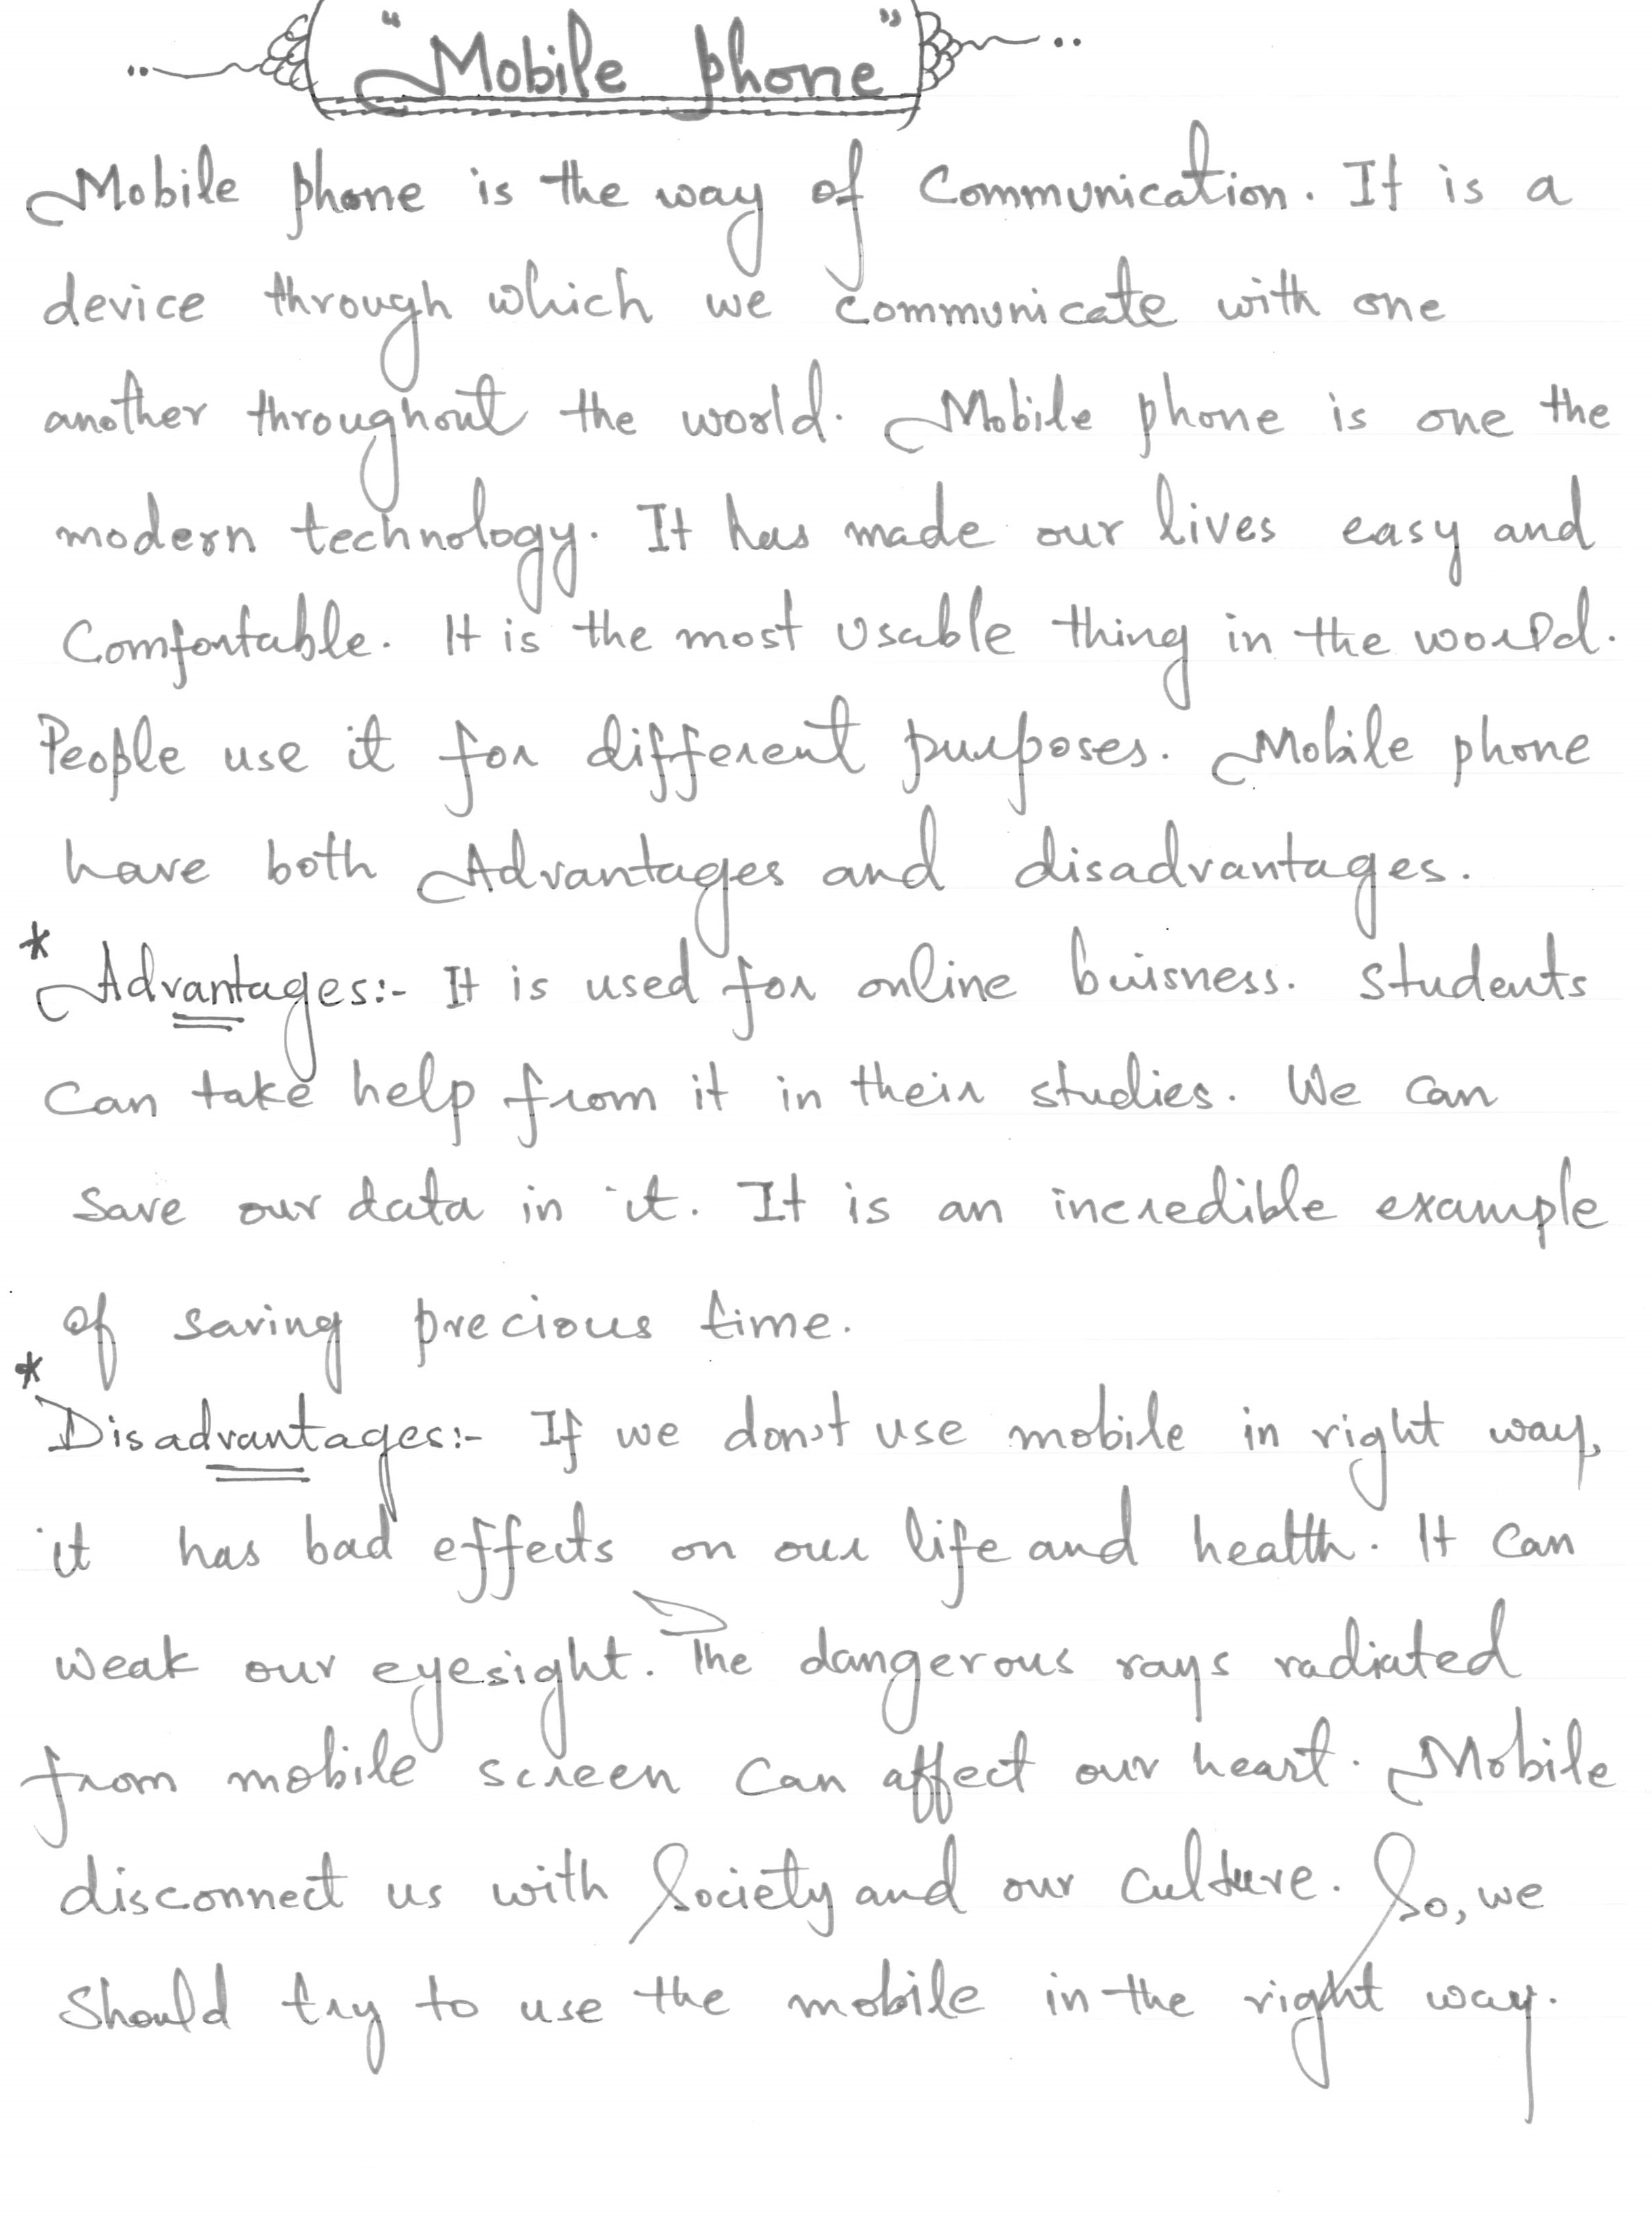 "Mobile phone"
Mobile phone is the way of Communication. It is a
device through which we communicate with one
another throughout the world. Mobile phone is one the
modern technology. It has made our lives easy and
Comfortable. It is the most usable thing in the world.
People use it for different purposes. Mobile phone
have both Advantages and disadvantages.
* Advantages:- It is used for online buisness. Students
can take help from it in their studies. We can
save our data in it. It is an incredible example
of saving precious time.
* Disadvantages:- If we don't use mobile in right way,
it has bad effects on our life and health. It can
weak our eyesight. The dangerous rays radiated
from mobile screen can affect our heart. Mobile
disconnect us with Society and our culture. So, we
should try to use the mobile in the right way.